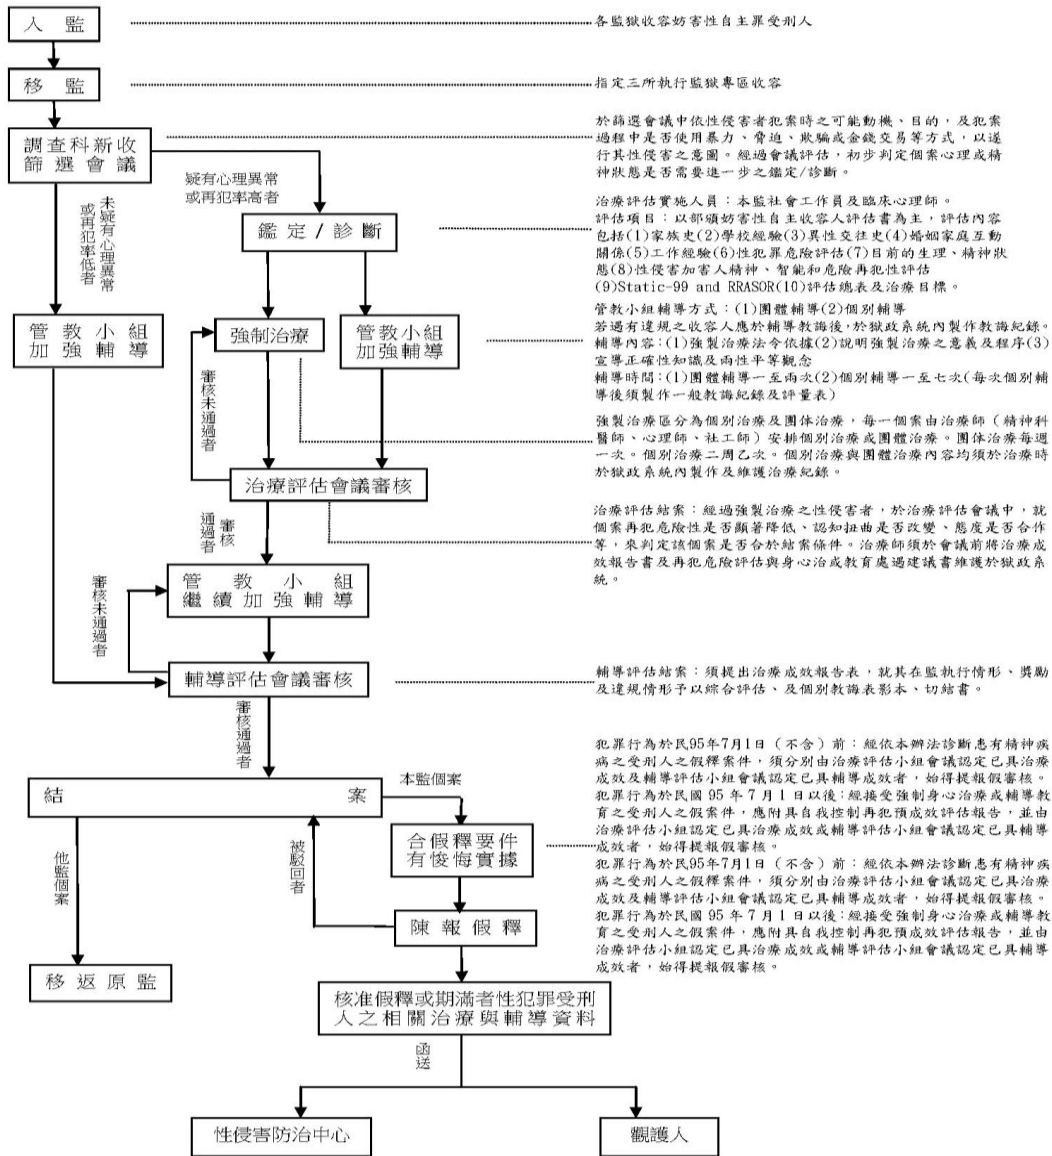 入監
各監獄收容妨害性自主罪受刑人
移監
指定三所執行監獄專區收容
調查科新收
篩選會議
於篩選會議中依性侵害者犯案時之可能動機、目的，及犯案
過程中是否使用暴力、脅迫、欺騙或金錢交易等方式，以遂
行其性侵害之意圖。經過會議評估，初步判定個案心理或精
神狀態是否需要進一步之鑑定/診斷。
疑有心理異常
或再犯率高者
未疑有心理異常
或再犯率低者
鑑定/診斷
治療評估實施人員：本監社會工作員及臨床心理師。
評估項目：以部頒妨害性自主收容人評估書為主，評估內容
包括(1)家族史(2)學校經驗(3)異性交往史(4)婚姻家庭互動
關係(5)工作經驗(6)性犯罪危險評估(7)目前的生理、精神狀
態(8)性侵害加害人精神、智能和危險再犯性評估
(9)Static-99 and RRASOR(10)評估總表及治療目標。
管教小組
加強輔導
強制治療
管教小組
加強輔導
管教小組輔導方式：(1)團體輔導(2)個別輔導
若遇有違規之收容人應於輔導教誨後，於獄政系統內製作教誨紀錄。
輔導內容：(1)強製治療法令依據(2)說明強製治療之意義及程序(3)
宣導正確性知識及兩性平等觀念
輔導時間：(1)團體輔導一至兩次(2)個別輔導一至七次(每次個別輔
導後須製作一般教誨紀錄及評量表)
審核未通過者
強製治療區分為個別治療及團体治療，每一個案由治療師（精神科
醫師、心理師、社工師）安排個別治療或團體治療。團体治療每週
一次。個別治療二周乙次。個別治療與團體治療內容均須於治療時
於獄政系統內製作及維護治療紀錄。
治療評估會議審核
審核
通過者
治療評估結案：經過強製治療之性侵害者，於治療評估會議中，就
個案再犯危險性是否顯著降低、認知扭曲是否改變、態度是否合作
等，來判定該個案是否合於結案條件。治療師須於會議前將治療成
效報告書及再犯危險評估與身心治或教育處遇建議書維護於獄政系
統。
管教小組
繼續加強輔導
審核未通過者
輔導評估會議審核
輔導評估結案：須提出治療成效報告表，就其在監執行情形、獎勵
及違規情形予以綜合評估、及個別教誨表影本、切結書。
審核通過者
結案
本監個案
犯罪行為於民95年7月1日（不含）前：經依本辦法診斷患有精神疾
病之受刑人之假釋案件，須分別由治療評估小組會議認定已具治療
成效及輔導評估小組會議認定已具輔導成效者，始得提報假審核。
犯罪行為於民國 95 年 7 月 1 日以後：經接受強制身心治療或輔導教
育之受刑人之假案件，應附具自我控制再犯預成效評估報告，並由
治療評估小組認定已具治療成效或輔導評估小組會議認定已具輔導
成效者，始得提報假審核。
犯罪行為於民95年7月1日（不含）前：經依本辦法診斷患有精神疾
病之受刑人之假釋案件，須分別由治療評估小組會議認定已具治療
成效及輔導評估小組會議認定已具輔導成效者，始得提報假審核。
犯罪行為於民國 95 年 7 月 1 日以後：經接受強制身心治療或輔導教
育之受刑人之假案件，應附具自我控制再犯預成效評估報告，並由
治療評估小組認定已具治療成效或輔導評估小組會議認定已具輔導
成效者，始得提報假審核。
合假釋要件
有悛悔實據
被駁回者
他監個案
陳報假釋
移返原監
核准假釋或期滿者性犯罪受刑
人之相關治療與輔導資料
函送
性侵害防治中心
觀護人